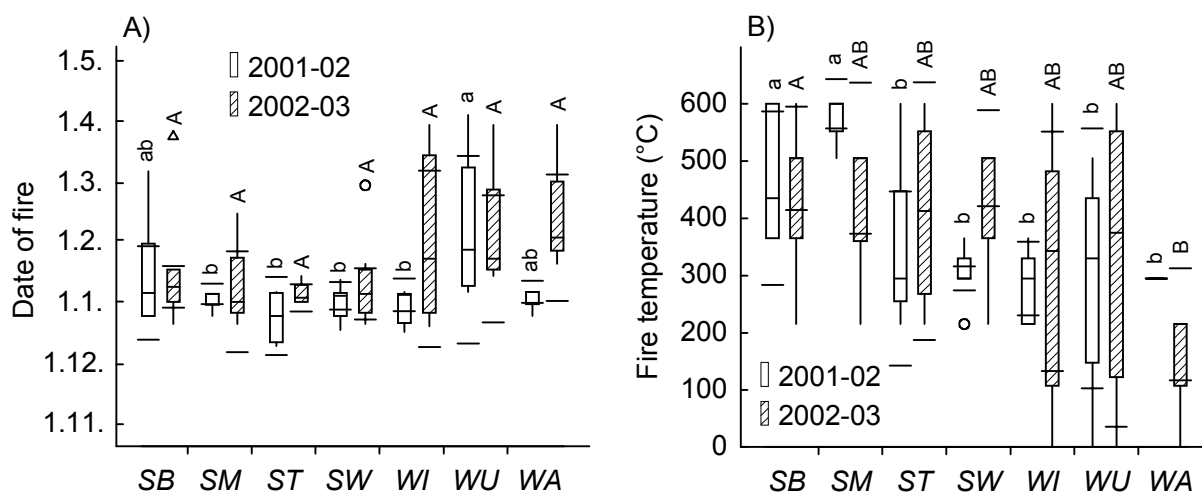 A)
1.5.
1.4.
1.3.
1.2.
1.1.
1.12.
1.11.
Date of fire
2001-02
2002-03
ab A b A b A b A b A a A ab A
SB SM ST SW WI WU WA
B)
600
500
400
300
200
100
0
Fire temperature (°C)
a A a AB b AB b AB b AB b AB b B
2001-02
2002-03
SB SM ST SW WI WU WA